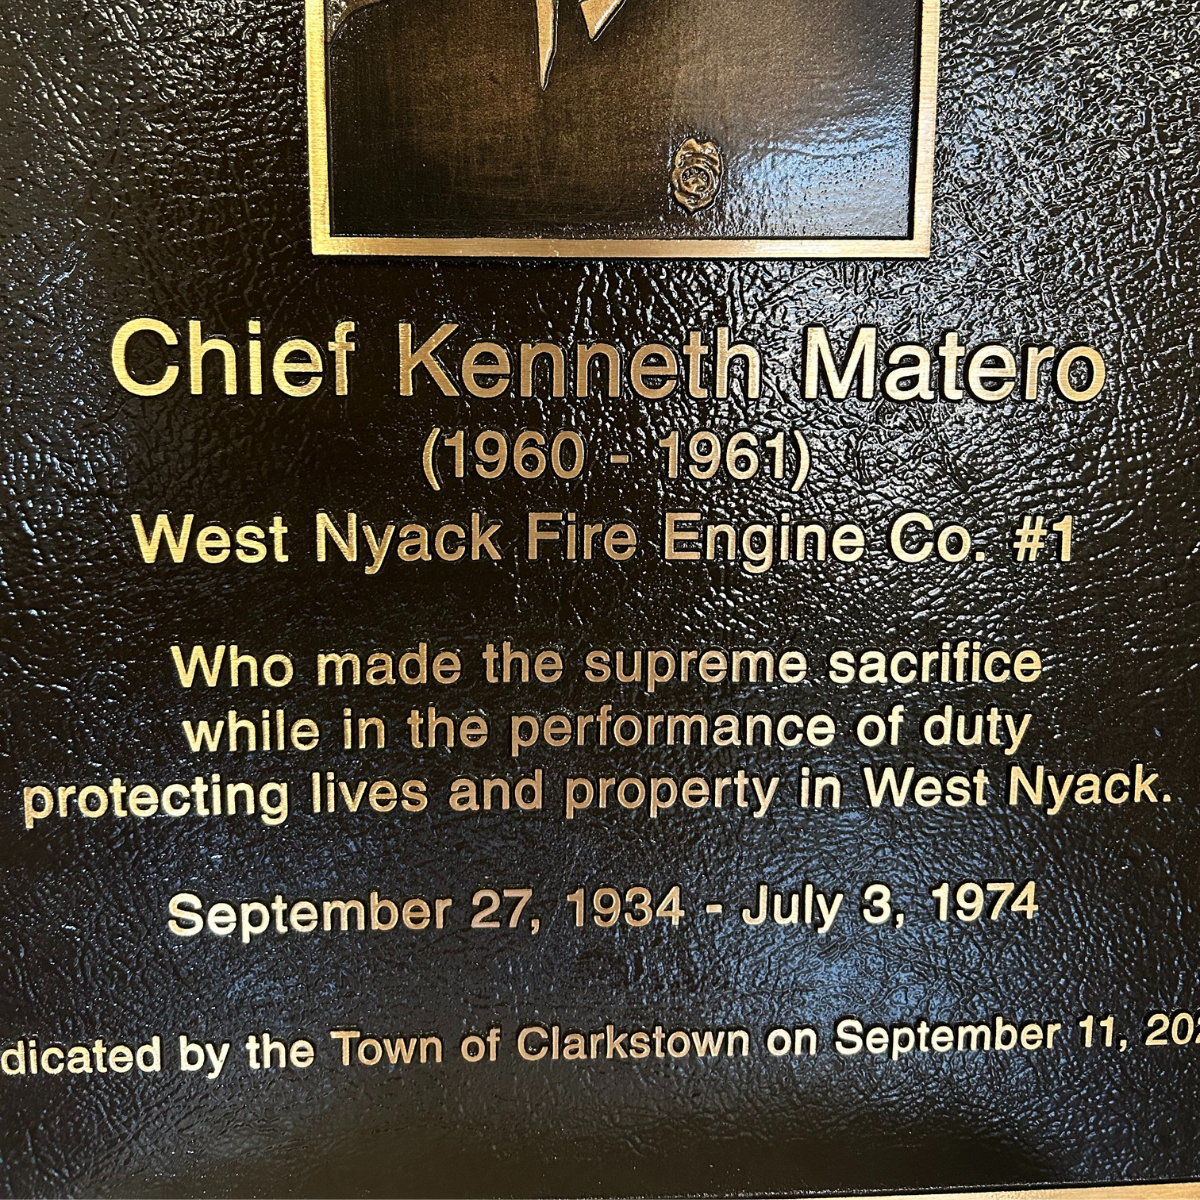 Chief Kenneth Matero
(1960 - 1961)
West Nyack Fire Engine Co. #1
Who made the supreme sacrifice
while in the performance of duty
protecting lives and property in West Nyack.
September 27, 1934 - July 3, 1974
dicated by the Town of Clarkstown on September 11, 202